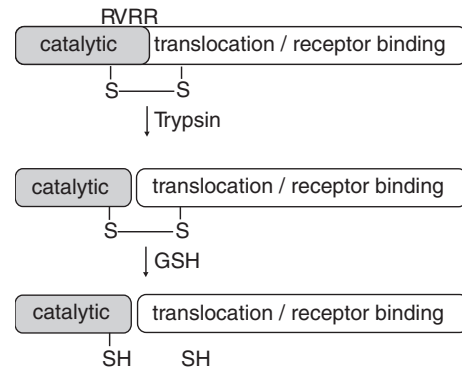 RVRR
catalytic translocation / receptor binding
S S
Trypsin
catalytic translocation / receptor binding
S S
GSH
catalytic translocation / receptor binding
SH SH